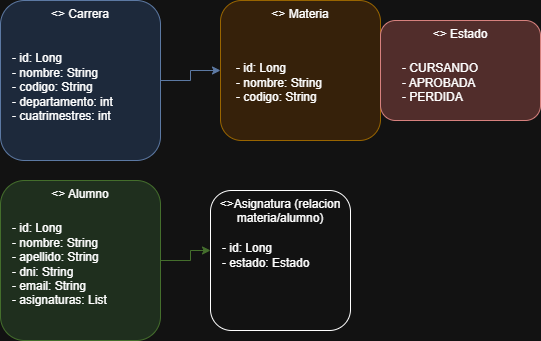 <> Carrera
- id: Long
- nombre: String
- codigo: String
- departamento: int
- cuatrimestres: int
<> Materia
- id: Long
- nombre: String
- codigo: String
<> Estado
- CURSANDO
- APROBADA
- PERDIDA
<> Alumno
- id: Long
- nombre: String
- apellido: String
- dni: String
- email: String
- asignaturas: List
<>Asignatura (relacion
materia/alumno)
- id: Long
- estado: Estado